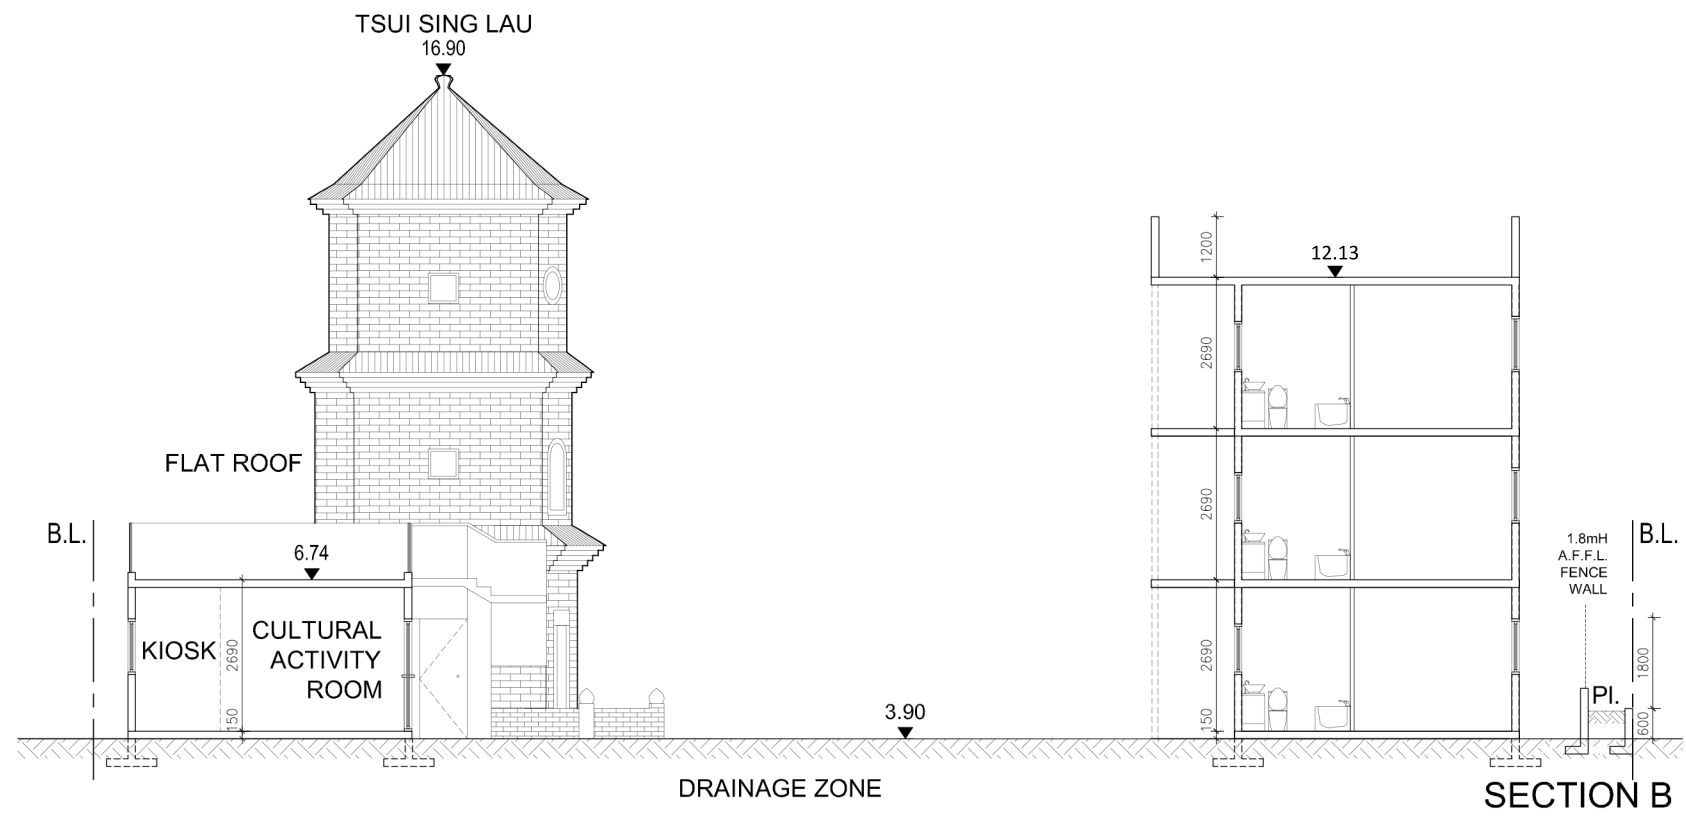 TSUI SING LAU
16.90
1200
12.13
2690
FLAT ROOF
2690
B.L.
6.74
1.8mH
A.F.F.L.
FENCE
WALL
B.L.
KIOSK
2690
CULTURAL
ACTIVITY
ROOM
150
3.90
2690
150
PI.
1800
600
DRAINAGE ZONE
SECTION B